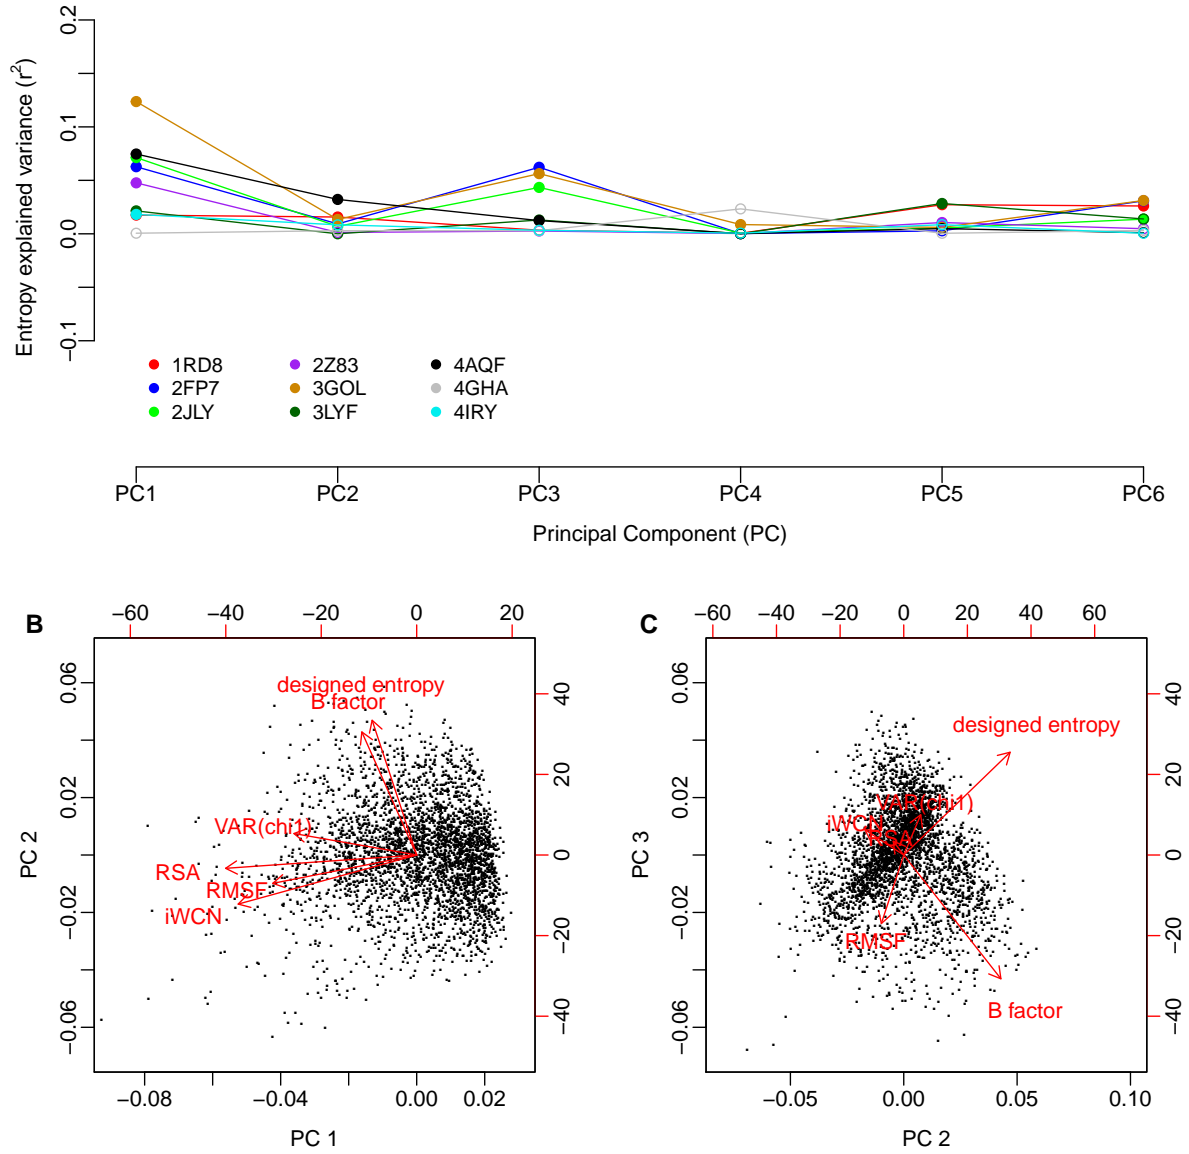 0.2
0.1
0.0
−0.1
Entropy explained variance (r2)
1RD8 2Z83 4AQF
2FP7 3GOL 4GHA
2JLY 3LYF 4IRY
PC1 PC2 PC3 PC4 PC5 PC6
Principal Component (PC)
B
−60 −40 −20 0 20
0.06
0.02
−0.02
−0.06
PC 2
designed entropy
B factor
VAR(chi1)
RSA
RMSF
iWCN
40
20
0
−20
−40
−0.08 −0.04 0.00 0.02
PC 1
C
−60 −40 −20 0 20 40 60
0.06
0.02
−0.02
−0.06
PC 3
designed entropy
VAR(chi1)
iWCN
RSA
RMSF
B factor
40
20
0
−20
−40
−0.05 0.00 0.05 0.10
PC 2